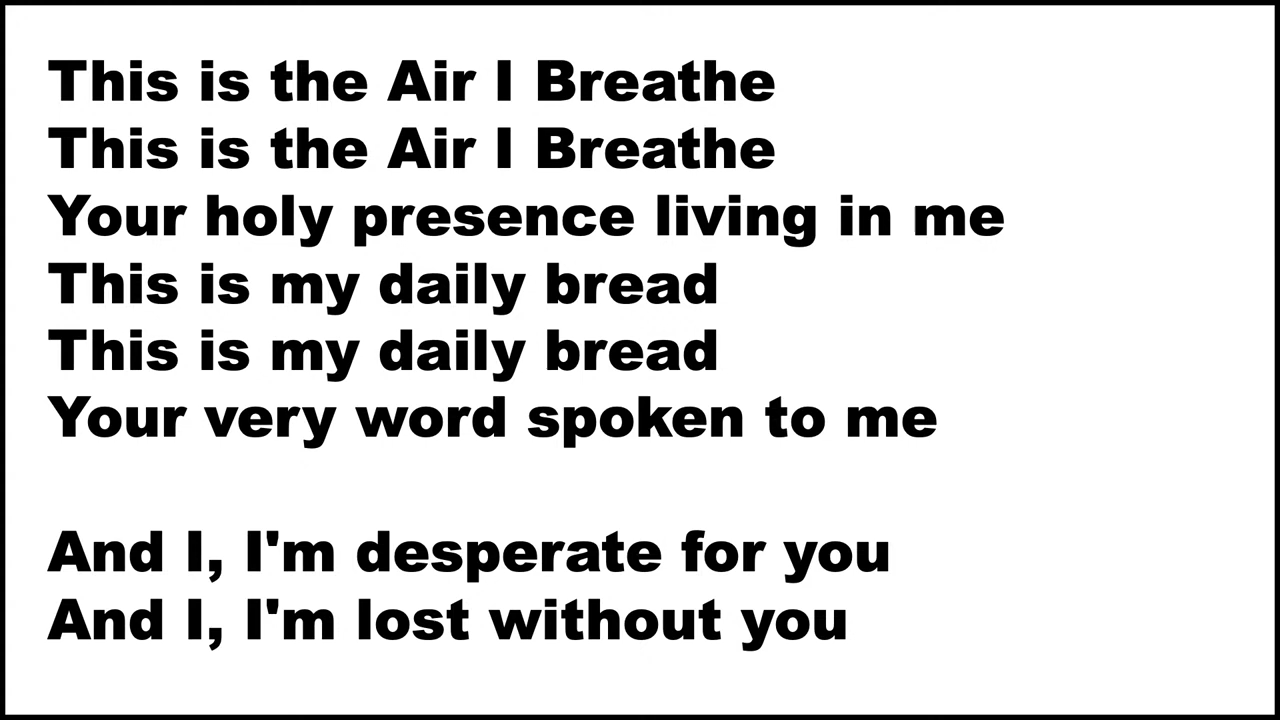 This is the Air I Breathe
This is the Air I Breathe
Your holy presence living in me
This is my daily bread
This is my daily bread
Your very word spoken to me

And I, I'm desperate for you
And I, I'm lost without you